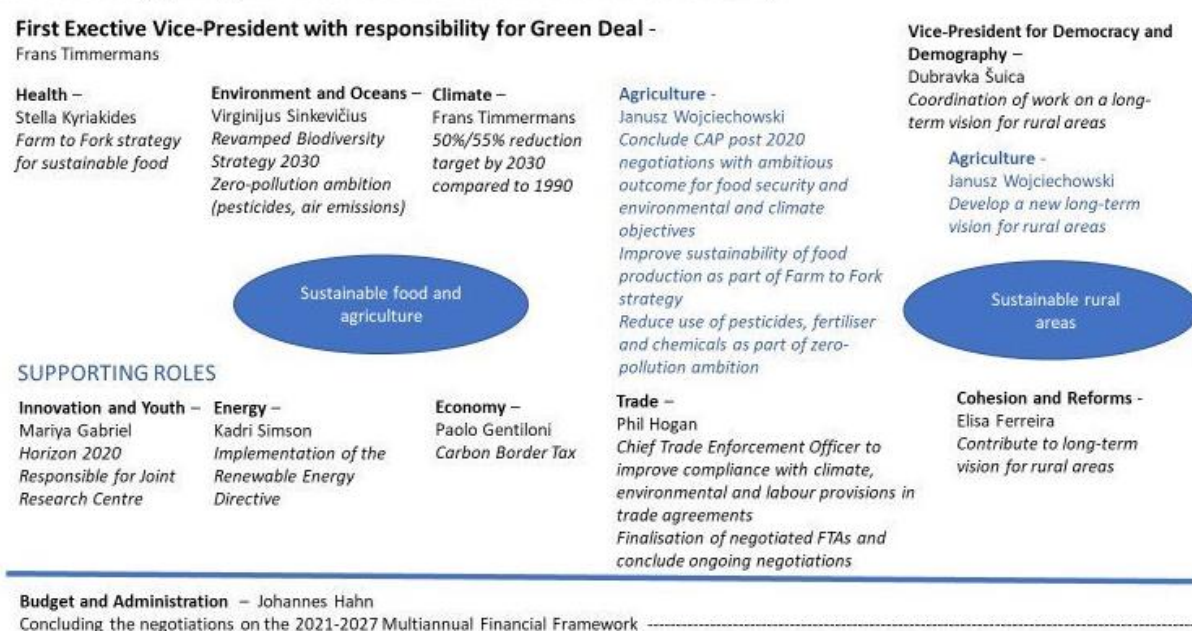 First Exective Vice-President with responsibility for Green Deal -
Frans Timmermans
Health –
Stella Kyriakides
Farm to Fork strategy
for sustainable food
Environment and Oceans –
Virginijus Sinkevičius
Revamped Biodiversity
Strategy 2030
Zero-pollution ambition
(pesticides, air emissions)
Climate –
Frans Timmermans
50%/55% reduction
target by 2030
compared to 1990
Agriculture -
Janusz Wojciechowski
Conclude CAP post 2020
negotiations with ambitious
outcome for food security and
environmental and climate
objectives
Improve sustainability of food
production as part of Farm to Fork
strategy
Reduce use of pesticides, fertiliser
and chemicals as part of zero-
pollution ambition
Vice-President for Democracy and
Demography –
Dubravka Šuica
Coordination of work on a long-
term vision for rural areas
Agriculture -
Janusz Wojciechowski
Develop a new long-term
vision for rural areas
Sustainable food and
agriculture
Sustainable rural
areas
SUPPORTING ROLES
Innovation and Youth –
Mariya Gabriel
Horizon 2020
Responsible for Joint
Research Centre
Energy –
Kadri Simson
Implementation of the
Renewable Energy
Directive
Economy –
Paolo Gentiloni
Carbon Border Tax
Trade –
Phil Hogan
Chief Trade Enforcement Officer to
improve compliance with climate,
environmental and labour provisions in
trade agreements
Finalisation of negotiated FTAs and
conclude ongoing negotiations
Cohesion and Reforms -
Elisa Ferreira
Contribute to long-term
vision for rural areas
Budget and Administration – Johannes Hahn
Concluding the negotiations on the 2021-2027 Multiannual Financial Framework